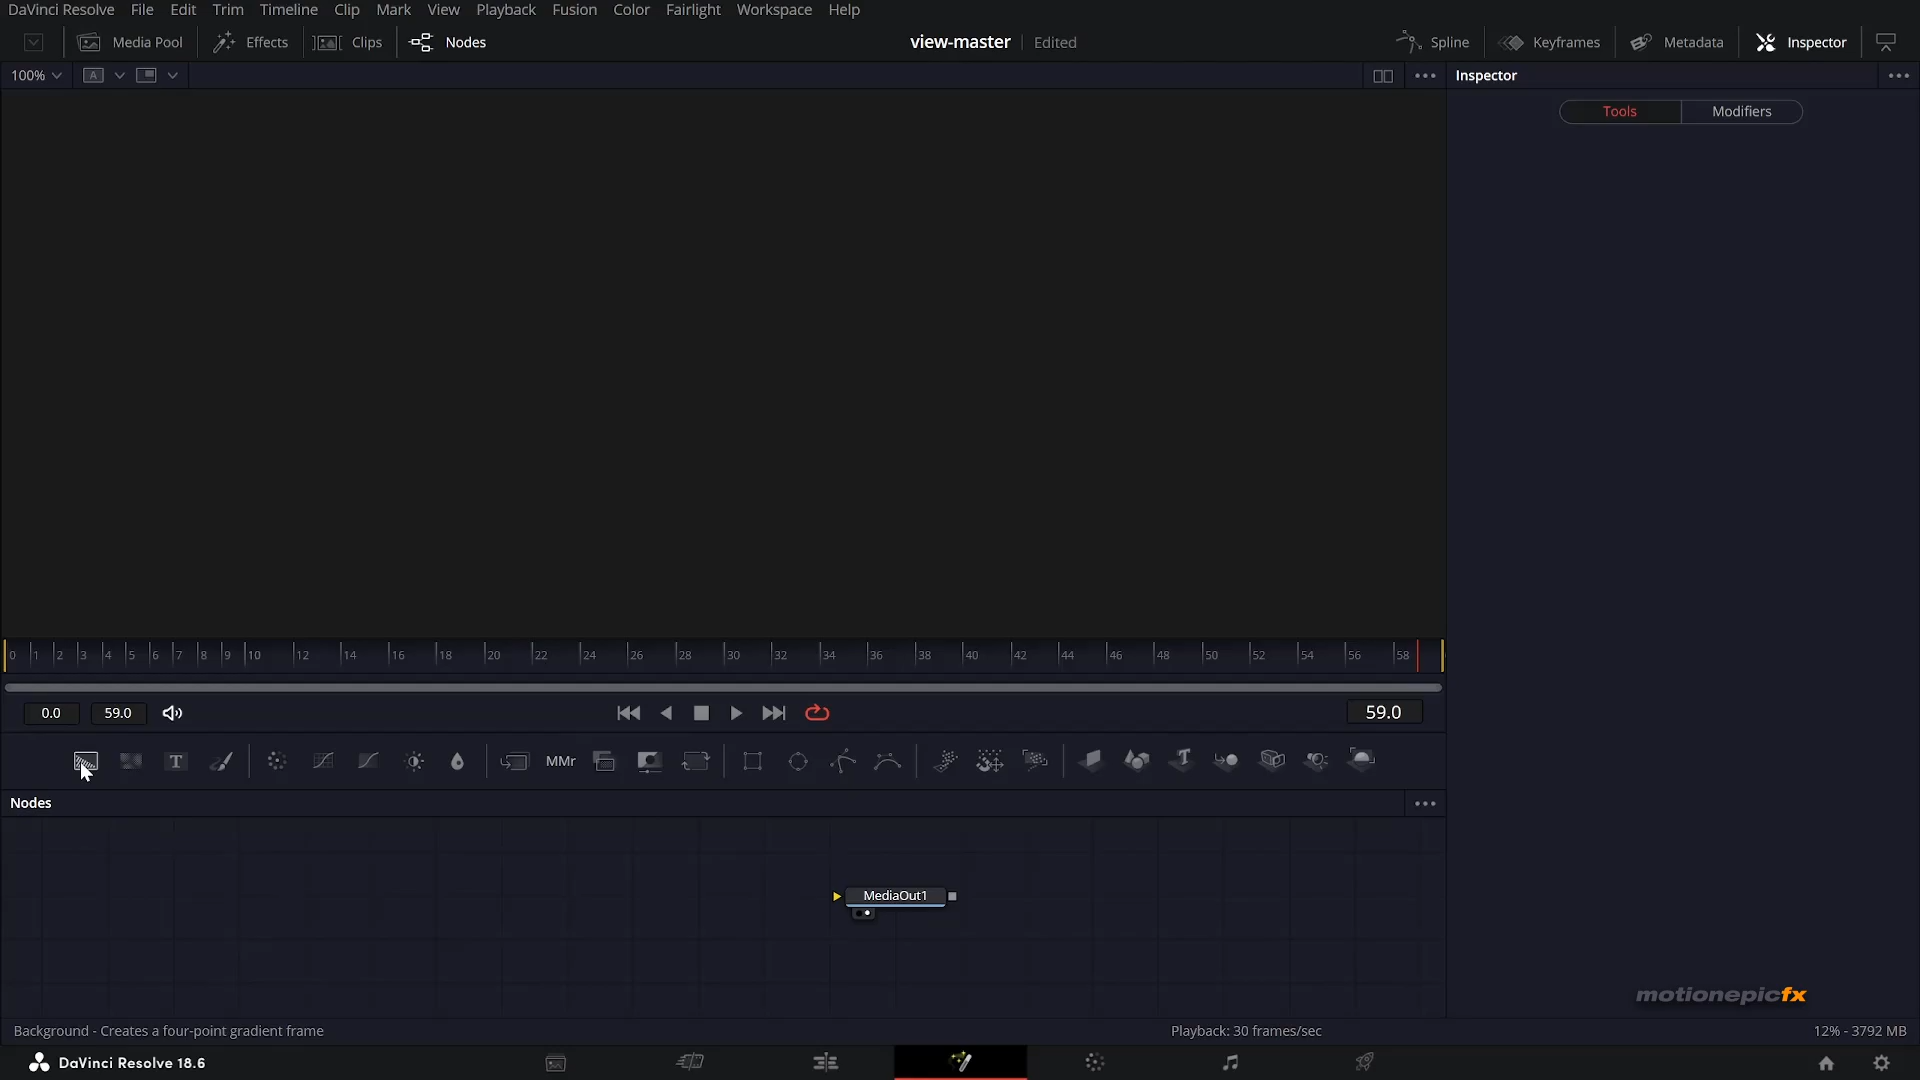 DaVinci Resolve File Edit Trim Timeline Clip Mark View Playback Fusion Color Fairlight Workspace Help
Media Pool Effects Clips Nodes view-master Edited Spline Keyframes Metadata Inspector
100% A Inspector
Tools Modifiers
0 1 2 3 4 5 6 7 8 9 10 12 14 16 18 20 22 24 26 28 30 32 34 36 38 40 42 44 46 48 50 52 54 56 58
0.0 59.0 59.0
T MMr T
Nodes
MediaOut1
motionepicfx
Background - Creates a four-point gradient frame Playback: 30 frames/sec 12% - 3792 MB
DaVinci Resolve 18.6